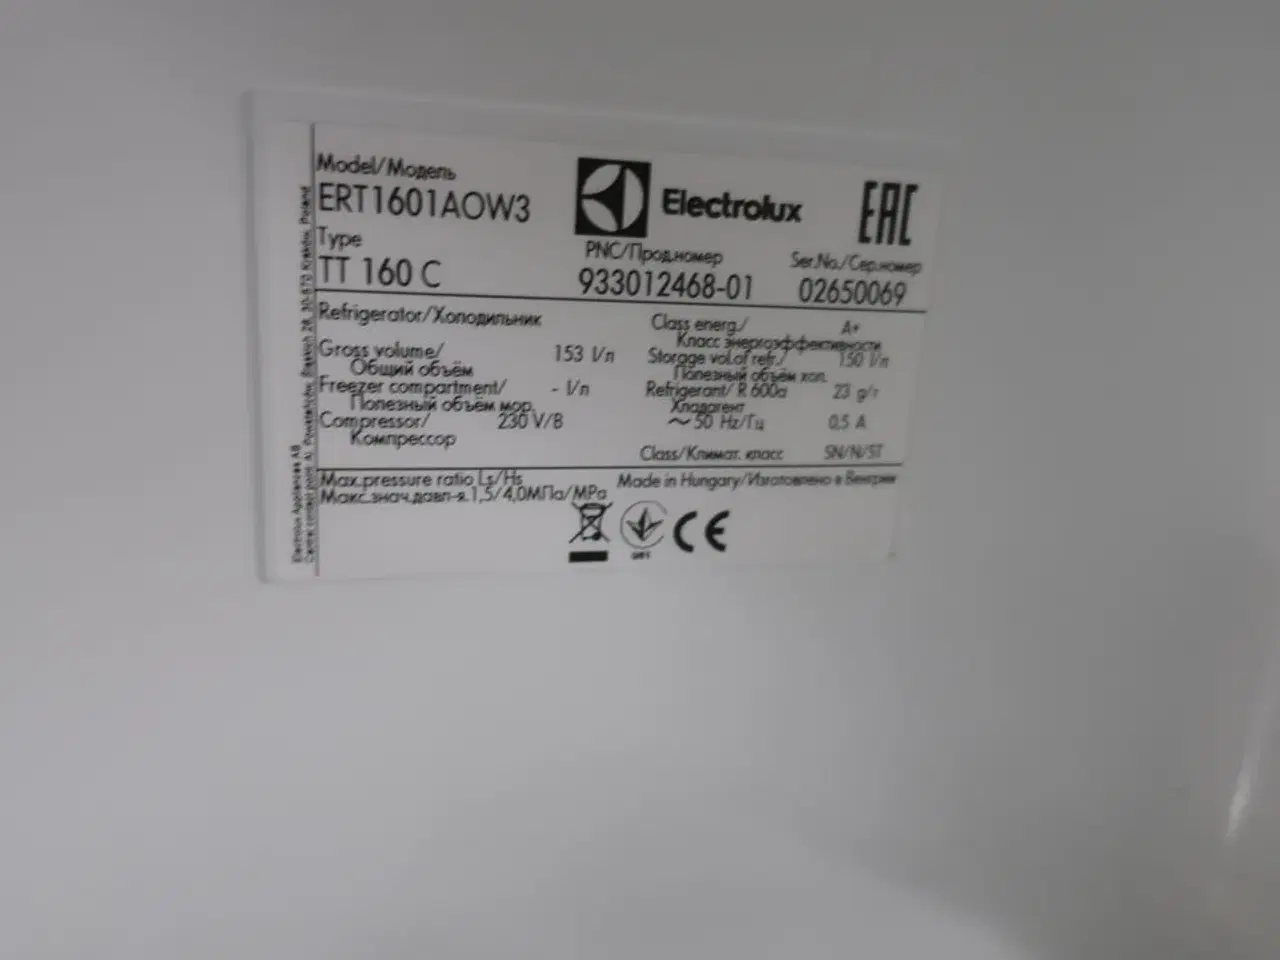 Model/Модель
ERT1601AOW3
Electrolux
EAC
Type
TT 160 C
PNC/Прод.номер
933012468-01
Ser.No./Сер.номер
02650069
Refrigerator/Холодильник
Gross volume/ 153 l/л
Общий объём
Freezer compartment/ - l/л
Полезный объём мор.
Compressor/ 230 V/В
Компрессор
Class energ./ A+
Класс энергоэффективности
Storage vol.of refr./ 150 l/л
Полезный объём хол.
Refrigerant/ R 600a 23 g/г
Хладагент
~ 50 Hz/Гц 0,5 A
Class/Климат. класс SN/N/ST
Max.pressure ratio Ls/Hs
Макс.знач.давл-я.1,5/4,0МПа/MPa
Made in Hungary/Изготовлено в Венгрии
CE
Electrolux Appliances AB